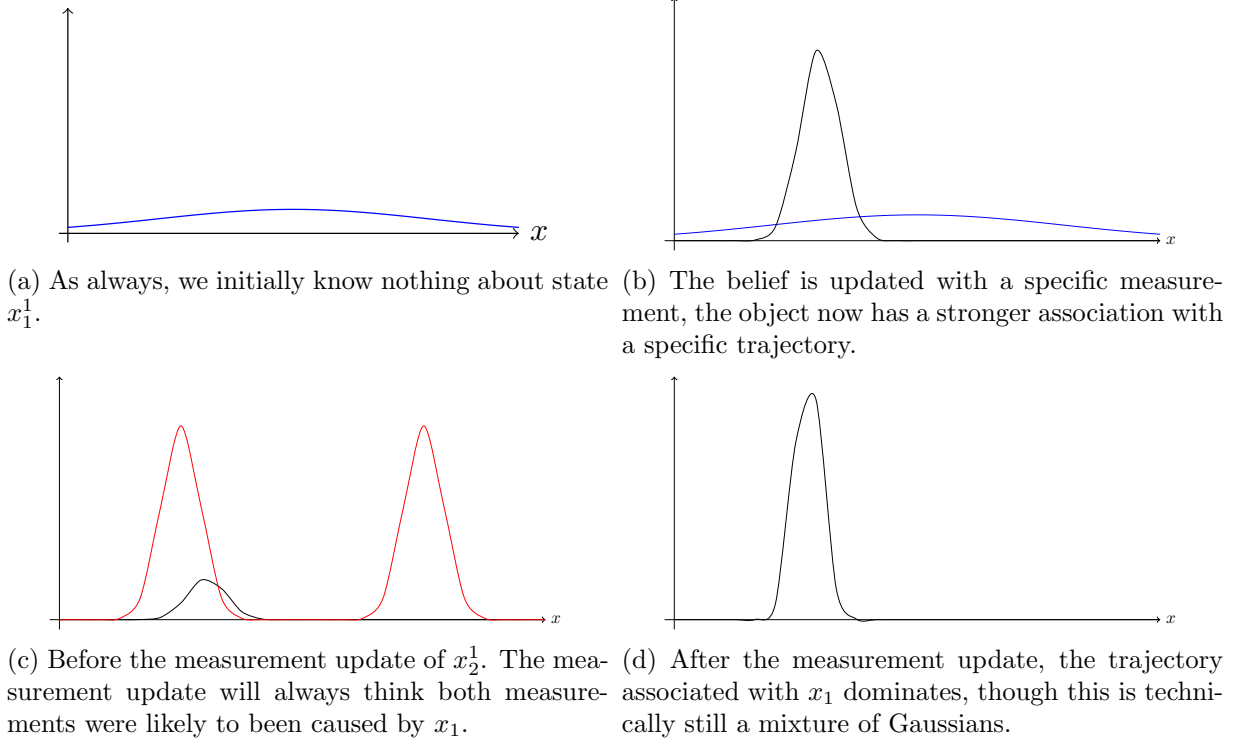 x
x
(a) As always, we initially know nothing about state
x_1^1.
(b) The belief is updated with a specific measure-
ment, the object now has a stronger association with
a specific trajectory.
x
x
(c) Before the measurement update of x_2^1. The mea-
surement update will always think both measure-
ments were likely to been caused by x_1.
(d) After the measurement update, the trajectory
associated with x_1 dominates, though this is techni-
cally still a mixture of Gaussians.